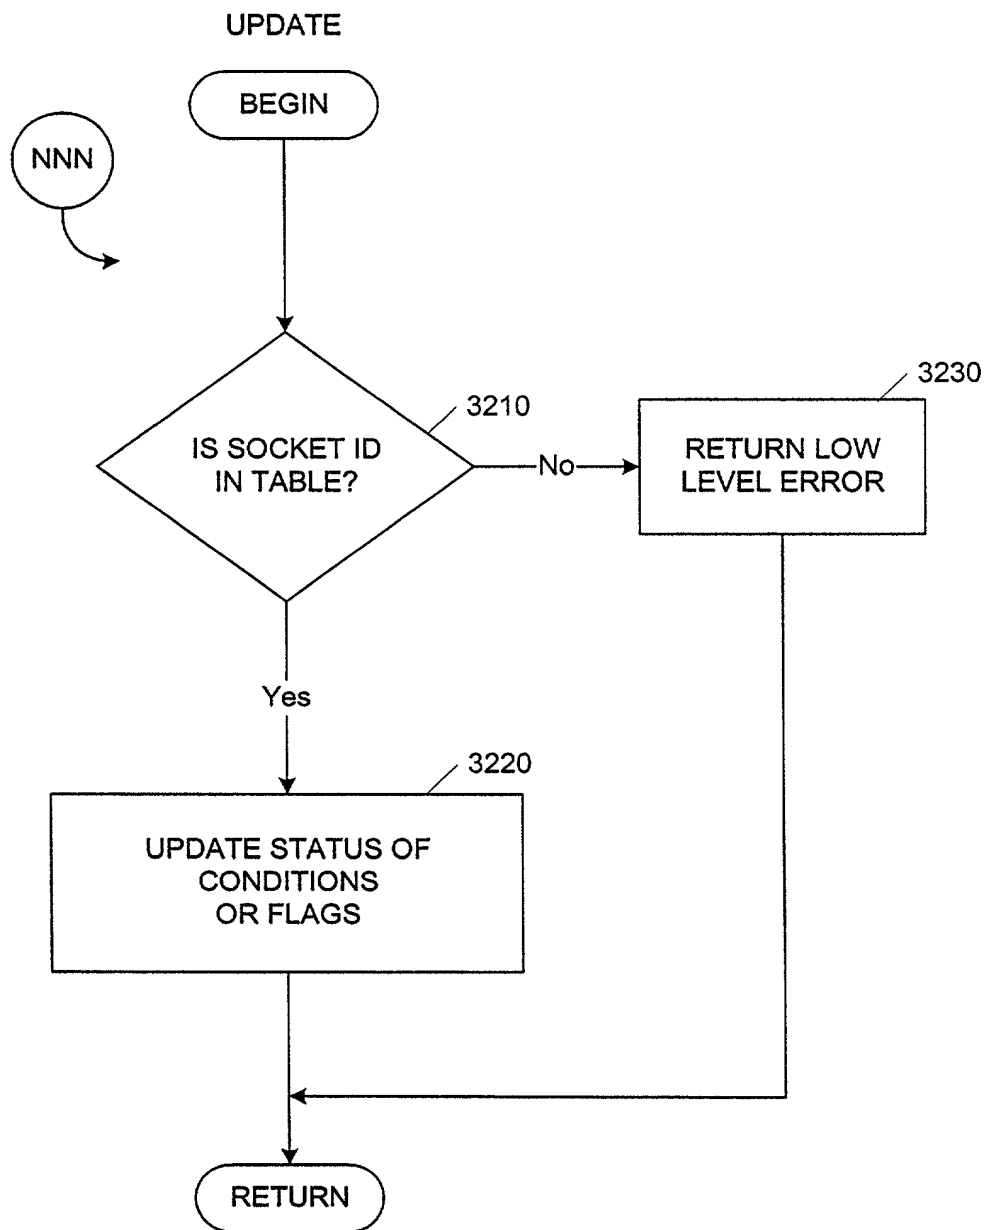 UPDATE
BEGIN
NNN
3210
IS SOCKET ID
IN TABLE?
No
3230
RETURN LOW
LEVEL ERROR
Yes
3220
UPDATE STATUS OF
CONDITIONS
OR FLAGS
RETURN